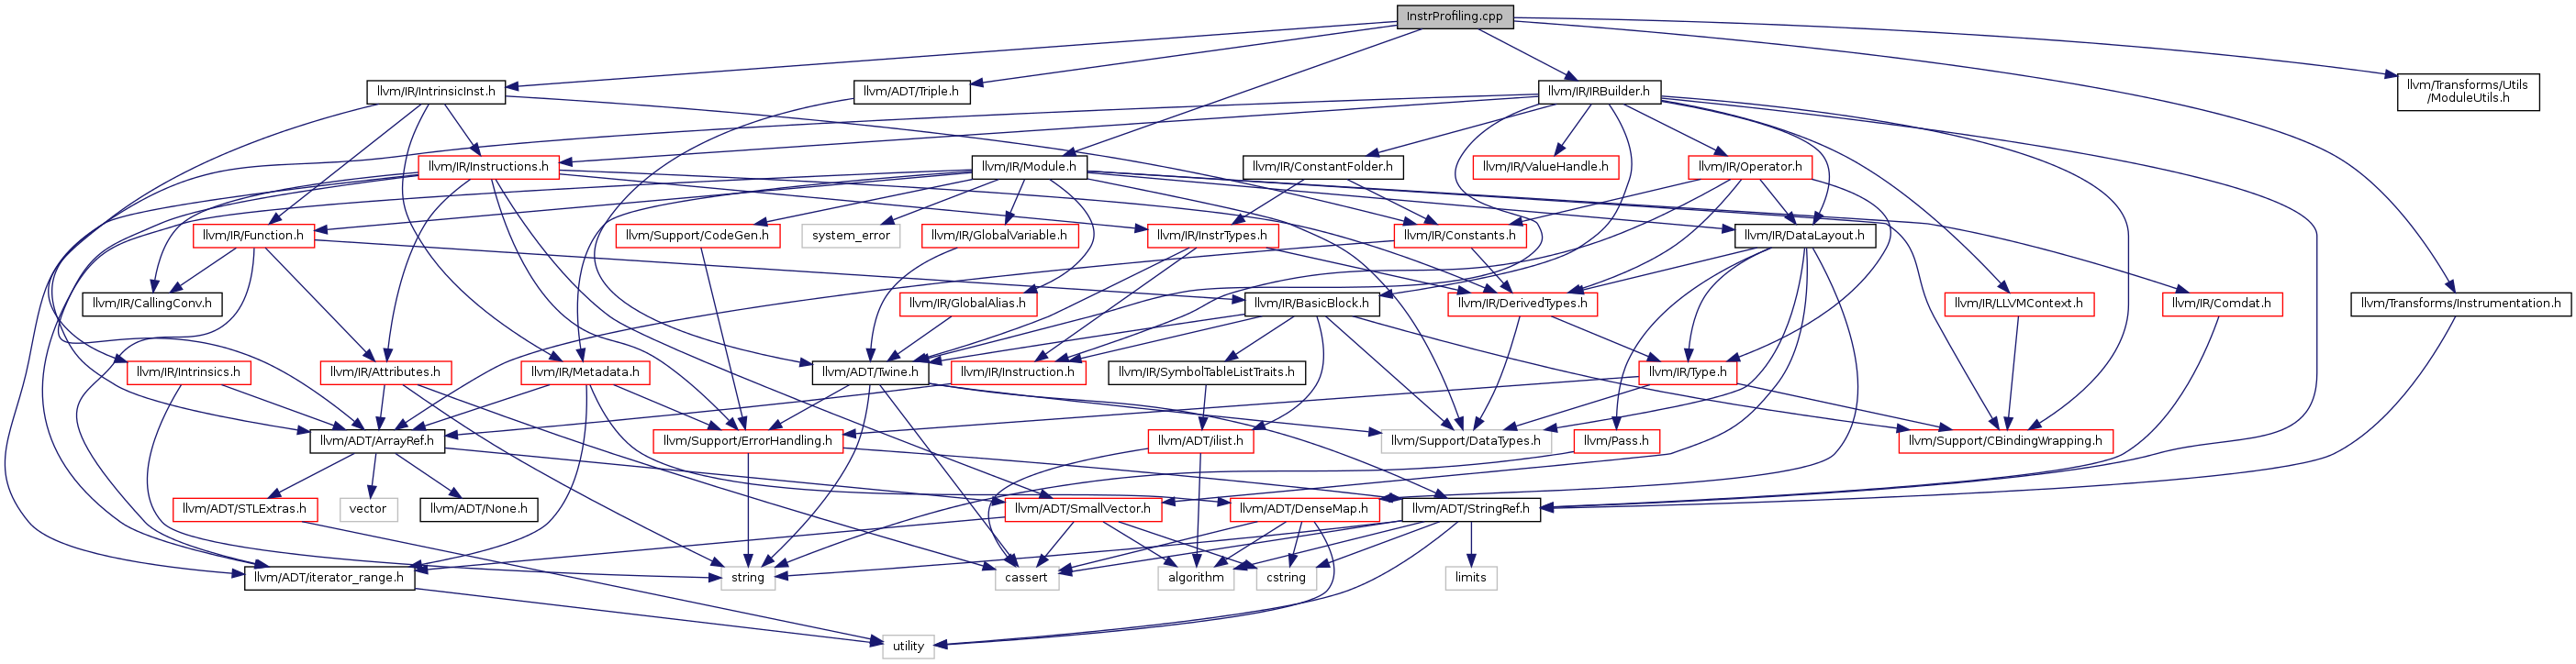 InstrProfiling.cpp
llvm/IR/IntrinsicInst.h
llvm/ADT/Triple.h
llvm/IR/IRBuilder.h
llvm/Transforms/Utils
/ModuleUtils.h
llvm/IR/Instructions.h
llvm/IR/Module.h
llvm/IR/ConstantFolder.h
llvm/IR/ValueHandle.h
llvm/IR/Operator.h
llvm/IR/Function.h
llvm/Support/CodeGen.h
system_error
llvm/IR/GlobalVariable.h
llvm/IR/InstrTypes.h
llvm/IR/Constants.h
llvm/IR/DataLayout.h
llvm/IR/CallingConv.h
llvm/IR/GlobalAlias.h
llvm/IR/BasicBlock.h
llvm/IR/DerivedTypes.h
llvm/IR/LLVMContext.h
llvm/IR/Comdat.h
llvm/Transforms/Instrumentation.h
llvm/IR/Intrinsics.h
llvm/IR/Attributes.h
llvm/IR/Metadata.h
llvm/ADT/Twine.h
llvm/IR/Instruction.h
llvm/IR/SymbolTableListTraits.h
llvm/IR/Type.h
llvm/ADT/ArrayRef.h
llvm/Support/ErrorHandling.h
llvm/ADT/ilist.h
llvm/Support/DataTypes.h
llvm/Pass.h
llvm/Support/CBindingWrapping.h
llvm/ADT/STLExtras.h
vector
llvm/ADT/None.h
llvm/ADT/SmallVector.h
llvm/ADT/DenseMap.h
llvm/ADT/StringRef.h
llvm/ADT/iterator_range.h
string
cassert
algorithm
cstring
limits
utility